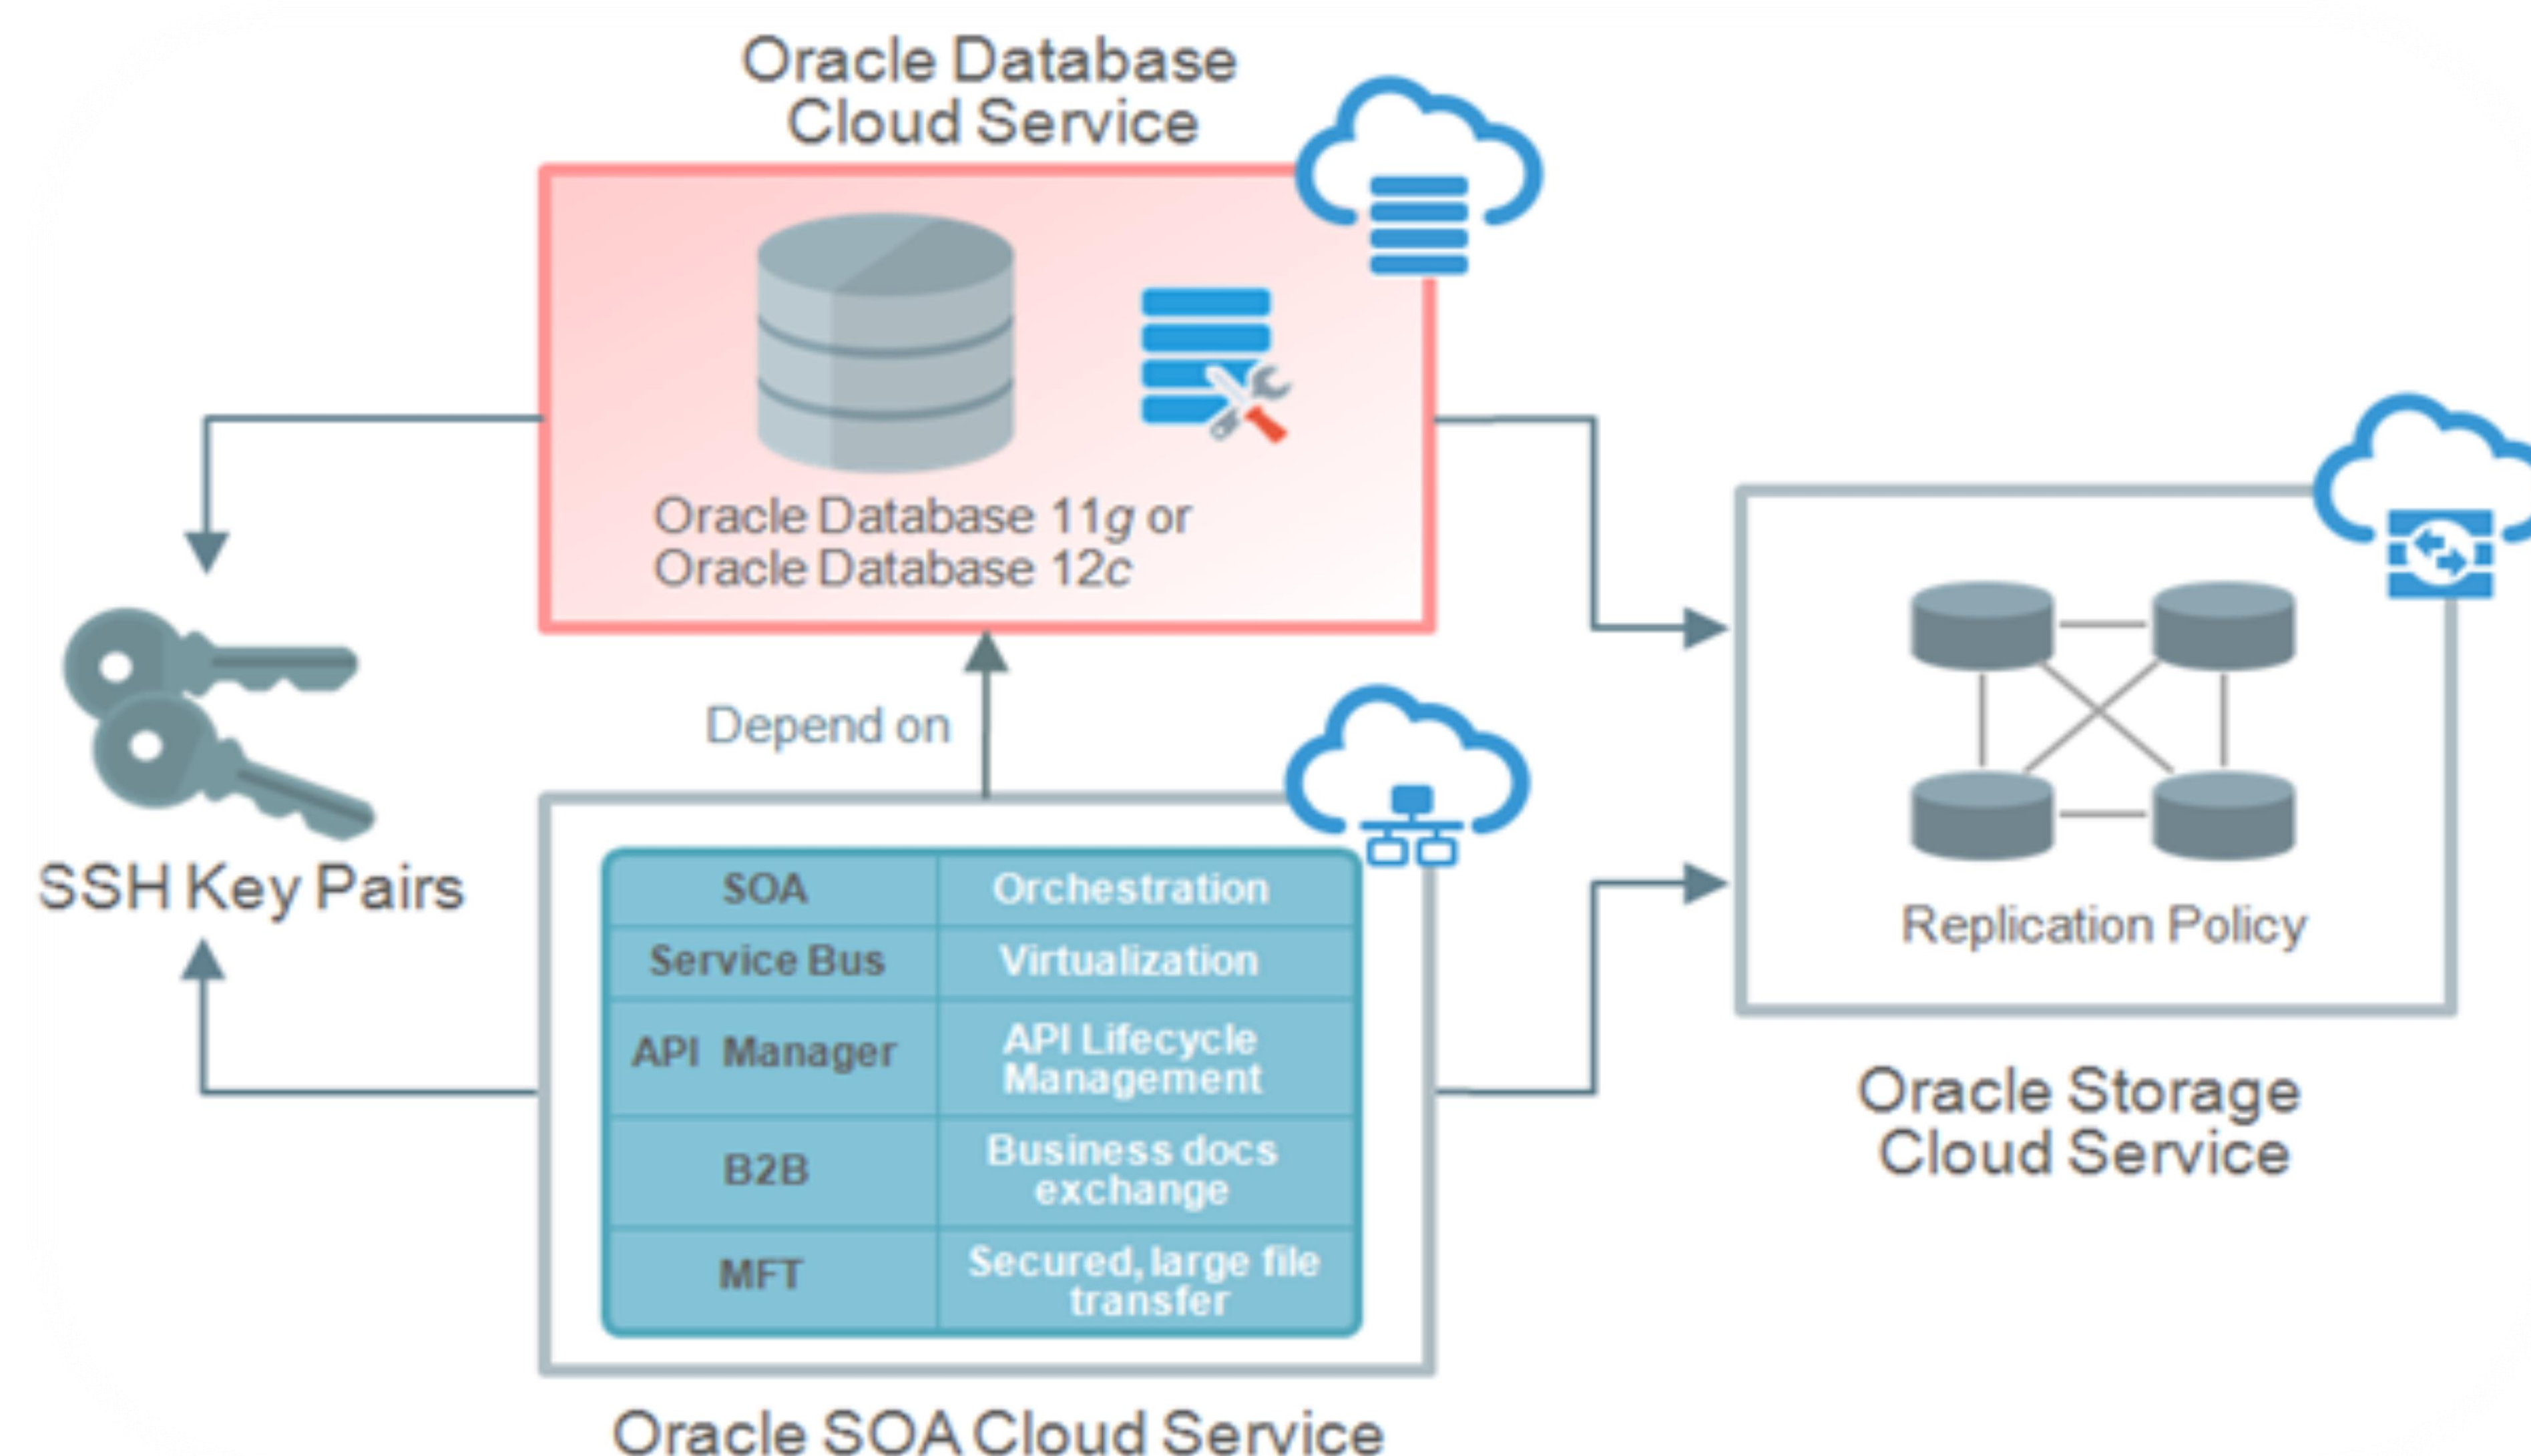 Oracle Database
Cloud Service
Oracle Database 11g or
Oracle Database 12c
Depend on
SSH Key Pairs
SOA
Orchestration
Service Bus
Virtualization
API Manager
API Lifecycle
Management
B2B
Business docs
exchange
MFT
Secured, large file
transfer
Oracle SOA Cloud Service
Replication Policy
Oracle Storage
Cloud Service